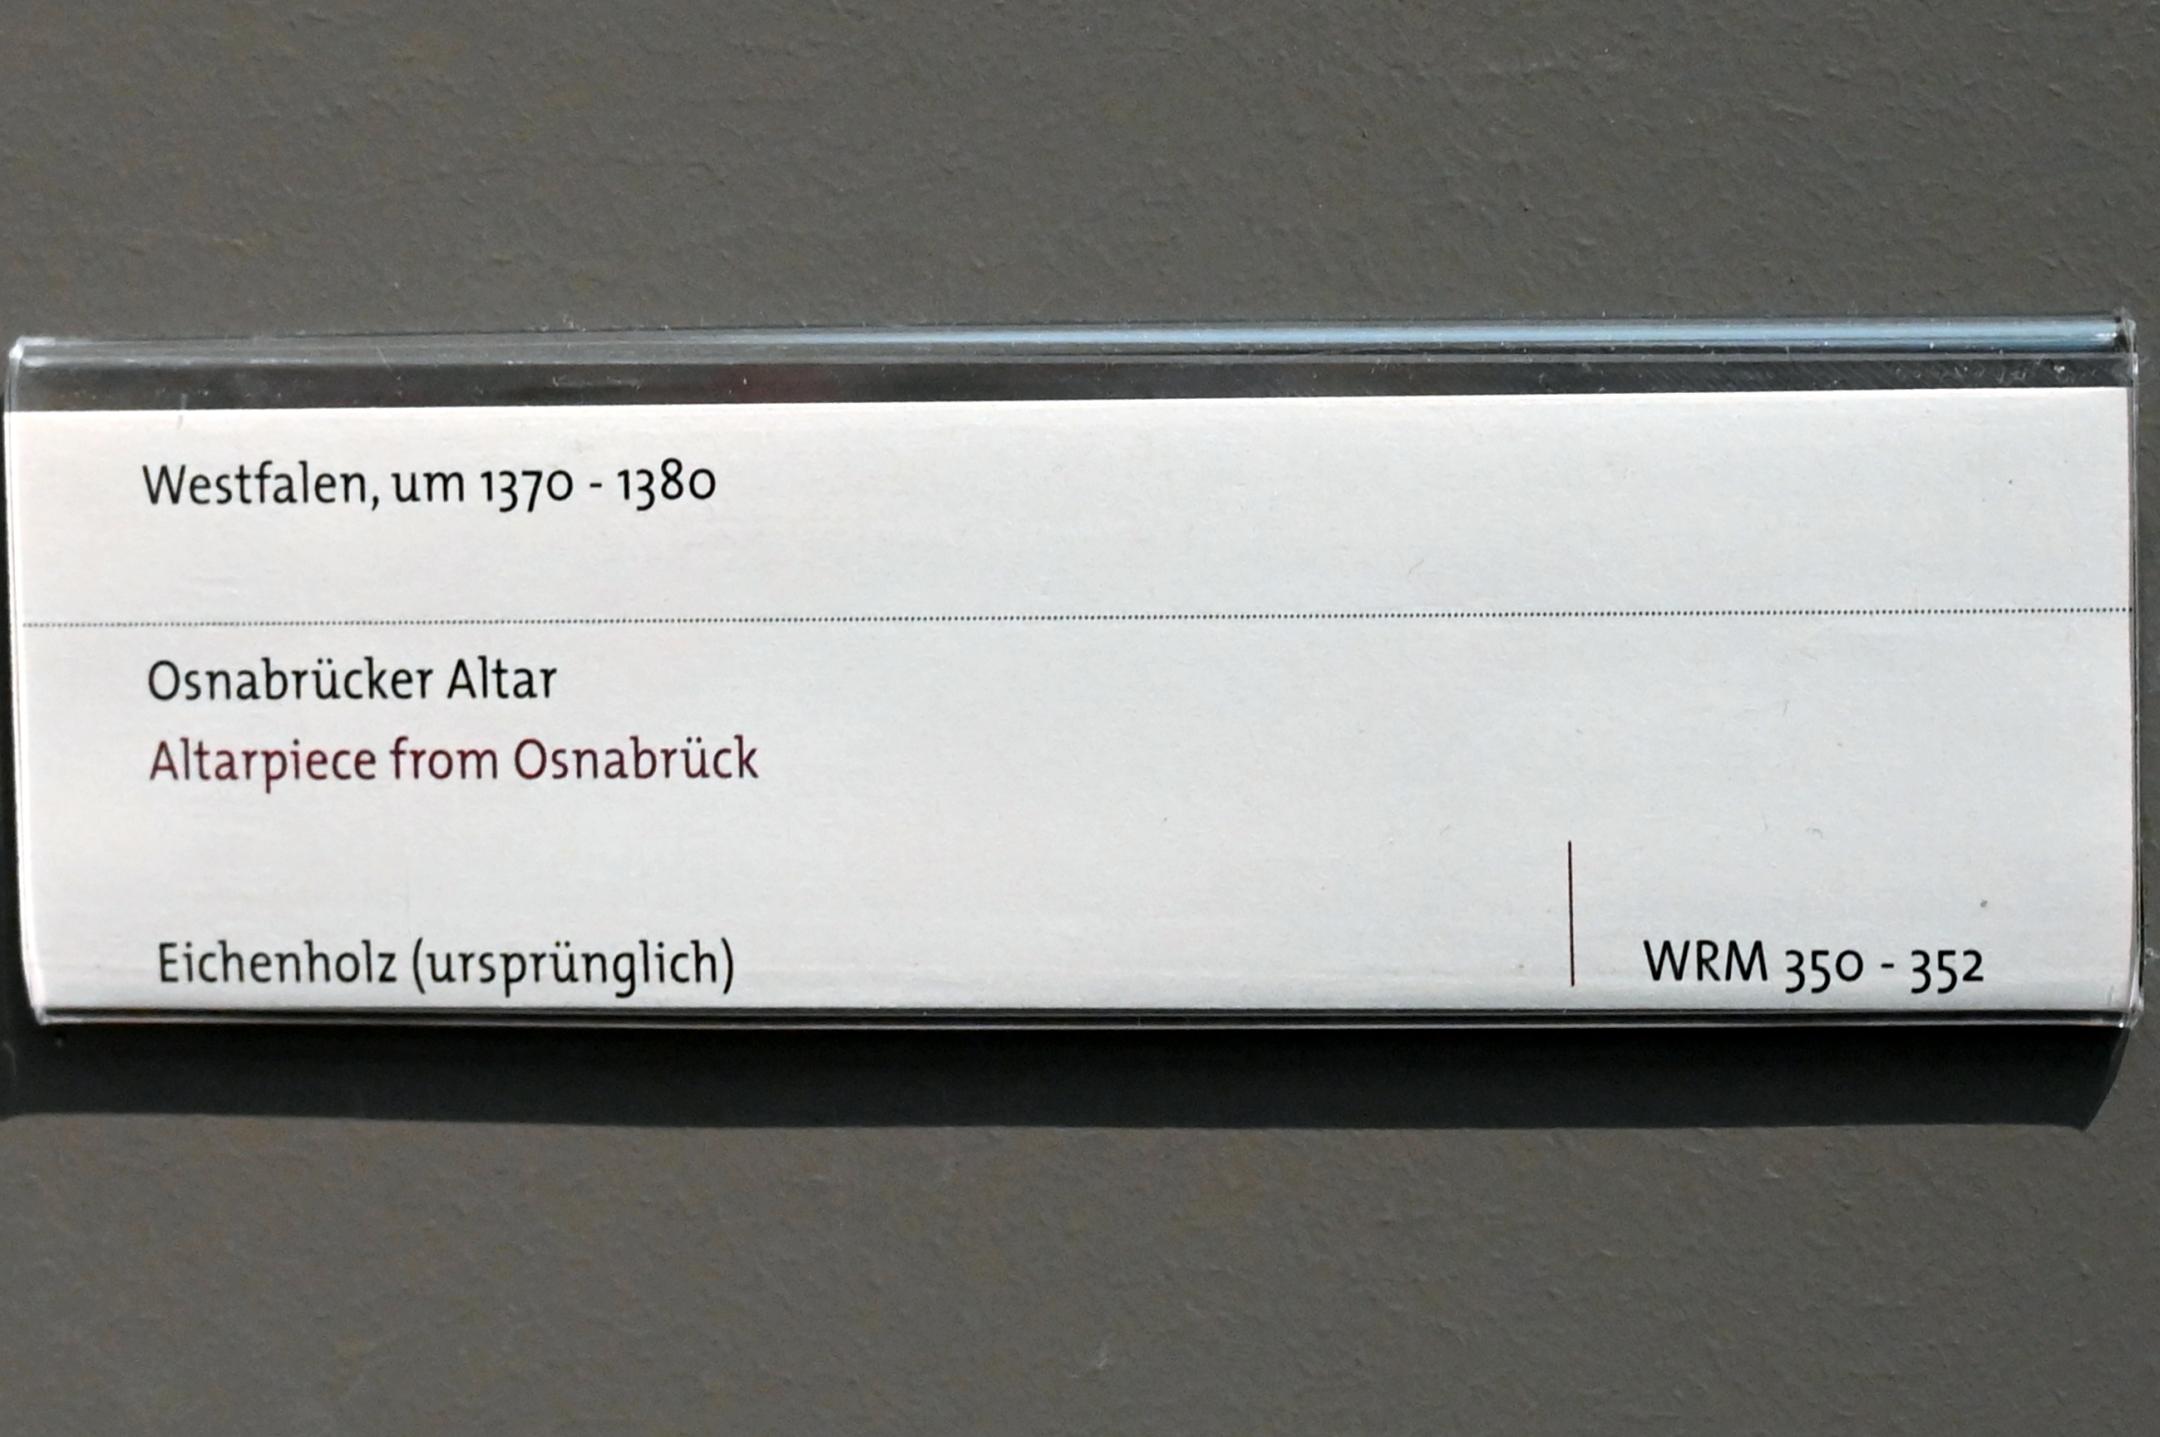 Westfalen, um 1370 - 1380
Osnabrücker Altar
Altarpiece from Osnabrück
Eichenholz (ursprünglich)
WRM 350 - 352